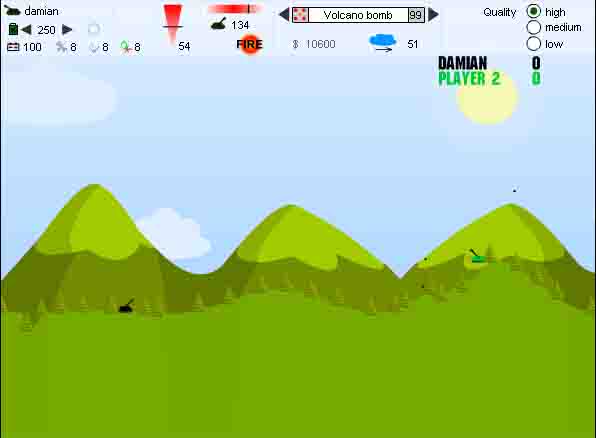 damian
134
Volcano bomb 99
Quality high
250
medium
100 8 8 8
54
FIRE
$ 10600
51
low
DAMIAN 0
PLAYER 2 0